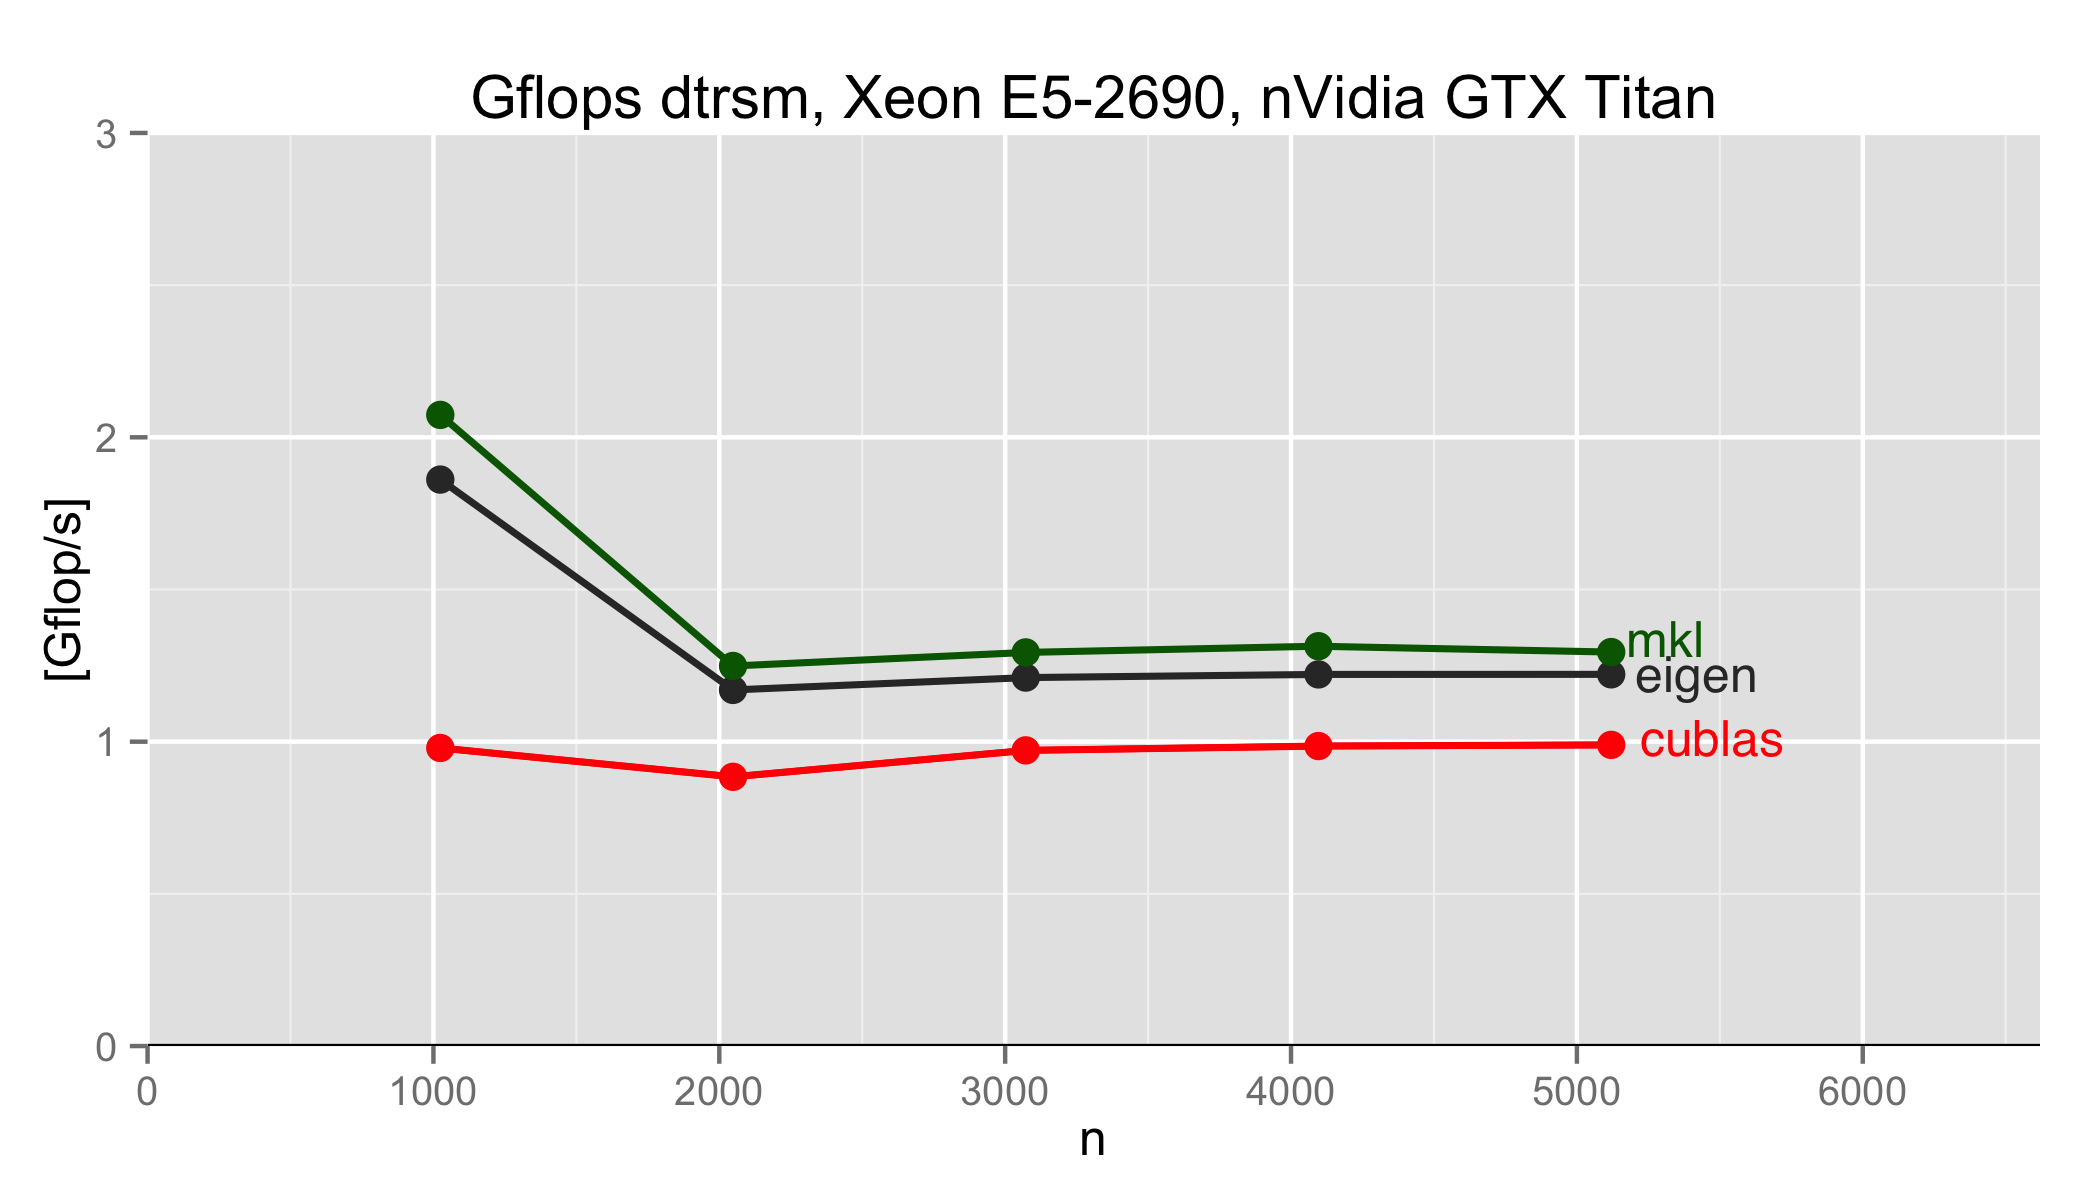 Gflops dtrsm, Xeon E5-2690, nVidia GTX Titan
3
2
1
0
[Gflop/s]
mkl
eigen
cublas
0 1000 2000 3000 4000 5000 6000
n